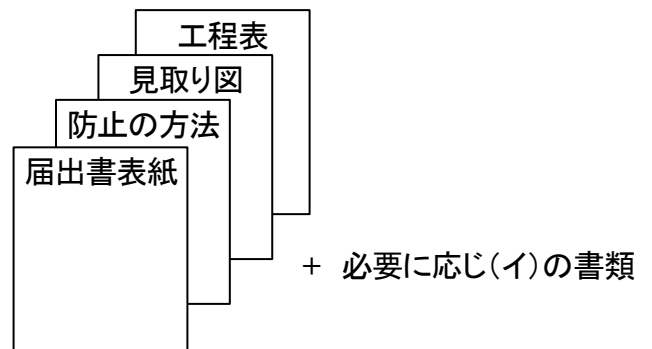 工程表
見取り図
防止の方法
届出書表紙
+ 必要に応じ(イ)の書類